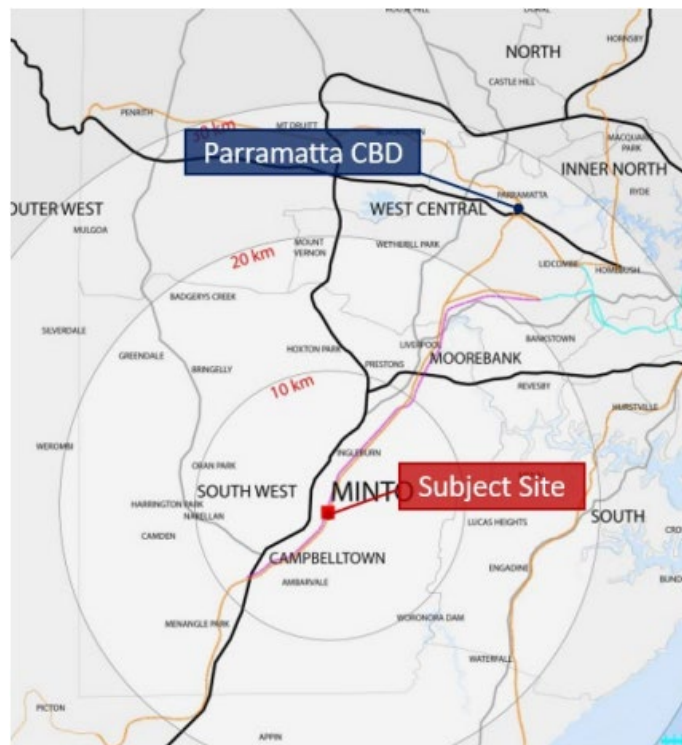 HORNSBY
NORTH
CASTLE HILL
PENRITH
MT DRUITT
30 km
MACQUARIE
PARK
Parramatta CBD
INNER NORTH
RYDE
PARRAMATTA
OUTER WEST
WEST CENTRAL
MULGOA
MOUNT
VERNON
WETHERILL PARK
20 km
LIDCOMBE
HOMEBUSH
BADGERYS CREEK
SILVERDALE
GREENDALE
HOXTON PARK
LIVERPOOL
BANKSTOWN
BRINGELLY
PRESTONS
MOOREBANK
10 km
REVESBY
HURSTVILLE
WEROMBI
INGLEBURN
ORAN PARK
SOUTH WEST
MINTO
Subject Site
HARRINGTON PARK
NARELLAN
LUCAS HEIGHTS
SOUTH
CAMDEN
CRO
CAMPBELLTOWN
AMBARVALE
ENGADINE
BUND
MENANGLE PARK
WORONORA DAM
WATERFALL
PICTON
APPIN